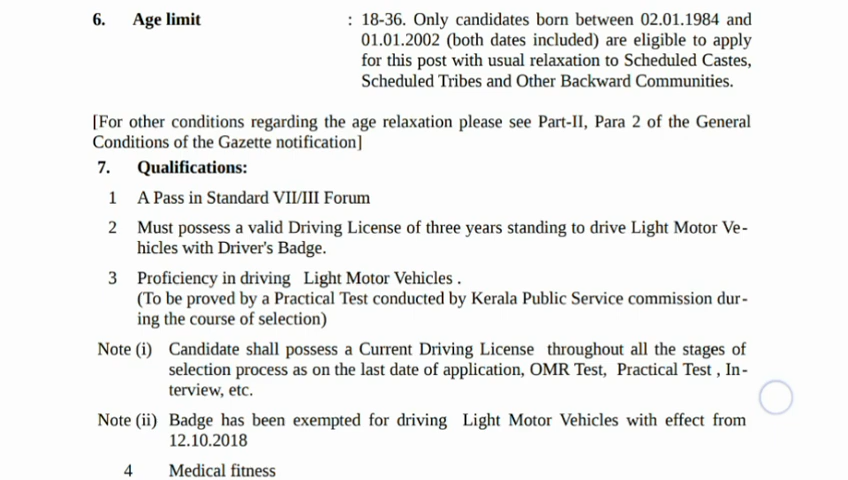 6. Age limit : 18-36. Only candidates born between 02.01.1984 and
01.01.2002 (both dates included) are eligible to apply
for this post with usual relaxation to Scheduled Castes,
Scheduled Tribes and Other Backward Communities.
[For other conditions regarding the age relaxation please see Part-II, Para 2 of the General
Conditions of the Gazette notification]
7. Qualifications:
1 A Pass in Standard VII/III Forum
2 Must possess a valid Driving License of three years standing to drive Light Motor Ve-
hicles with Driver's Badge.
3 Proficiency in driving Light Motor Vehicles .
(To be proved by a Practical Test conducted by Kerala Public Service commission dur-
ing the course of selection)
Note (i) Candidate shall possess a Current Driving License throughout all the stages of
selection process as on the last date of application, OMR Test, Practical Test , In-
terview, etc.
Note (ii) Badge has been exempted for driving Light Motor Vehicles with effect from
12.10.2018
4 Medical fitness